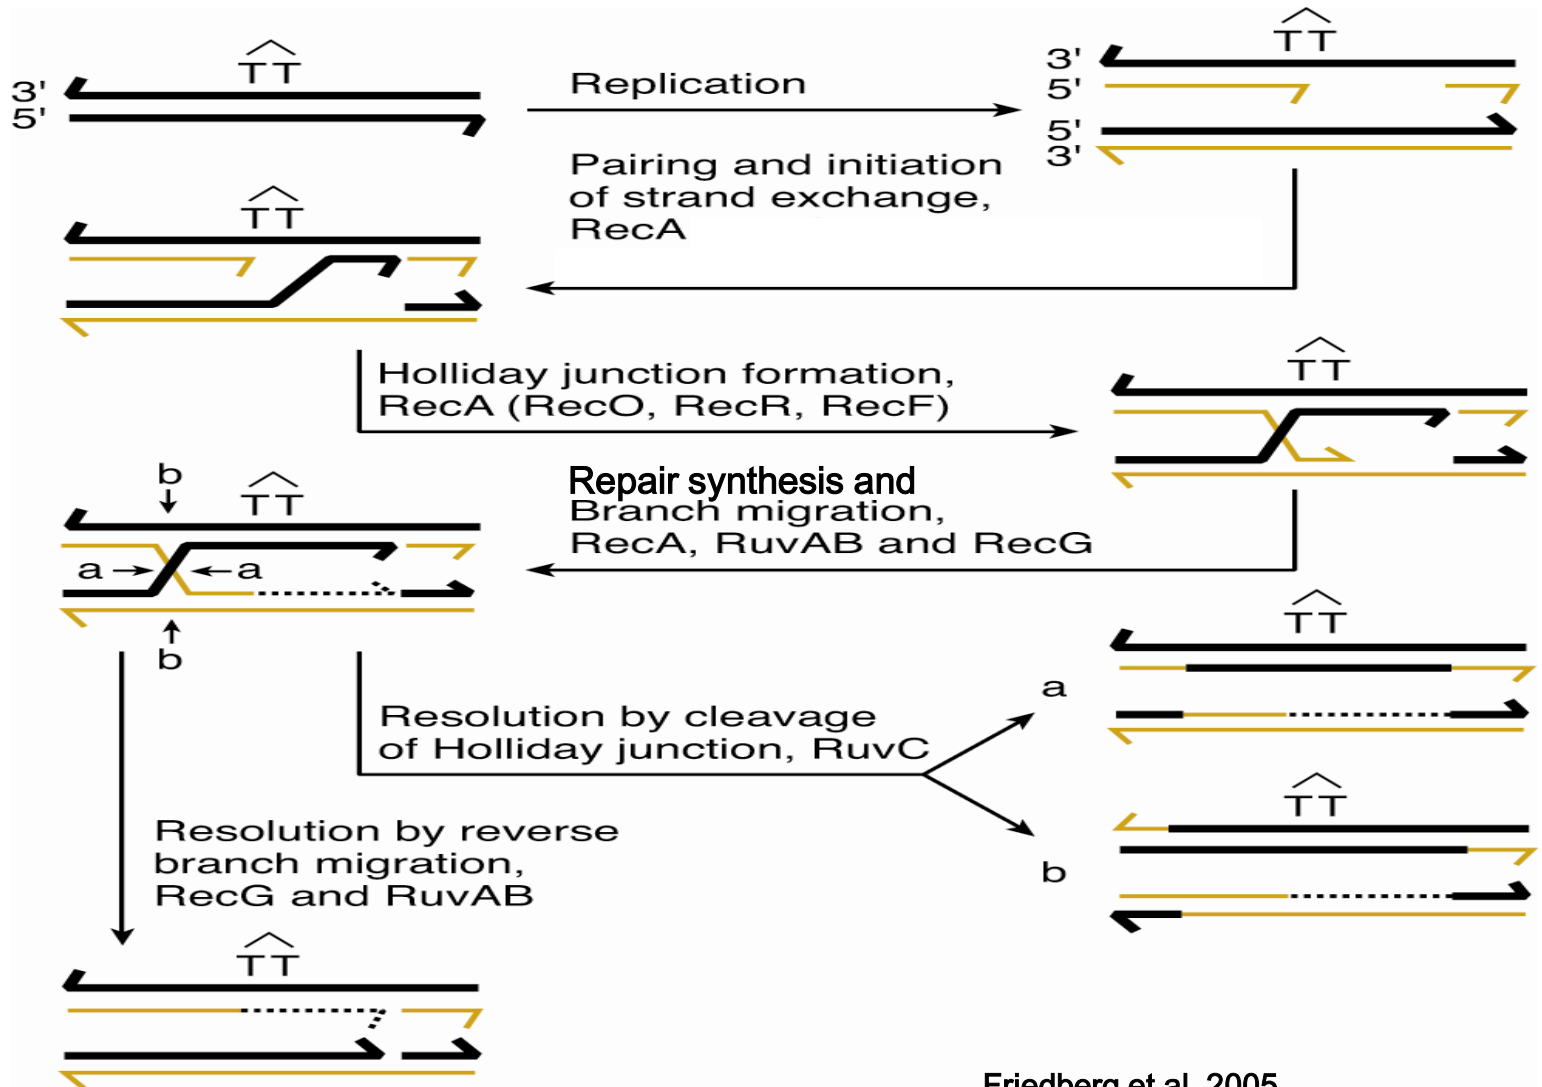 TT
3'
5'
Replication
TT
3'
5'
5'
3'
Pairing and initiation
of strand exchange,
RecA
TT
Holliday junction formation,
RecA (RecO, RecR, RecF)
TT
Repair synthesis and
Branch migration,
RecA, RuvAB and RecG
b
TT
a
a
b
Resolution by cleavage
of Holliday junction, RuvC
a
TT
b
TT
Resolution by reverse
branch migration,
RecG and RuvAB
TT
Friedberg et al. 2005